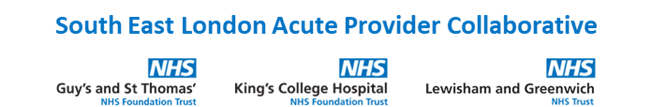 South East London Acute Provider Collaborative
NHS NHS NHS
Guy's and St Thomas' King's College Hospital Lewisham and Greenwich
NHS Foundation Trust NHS Foundation Trust NHS Trust